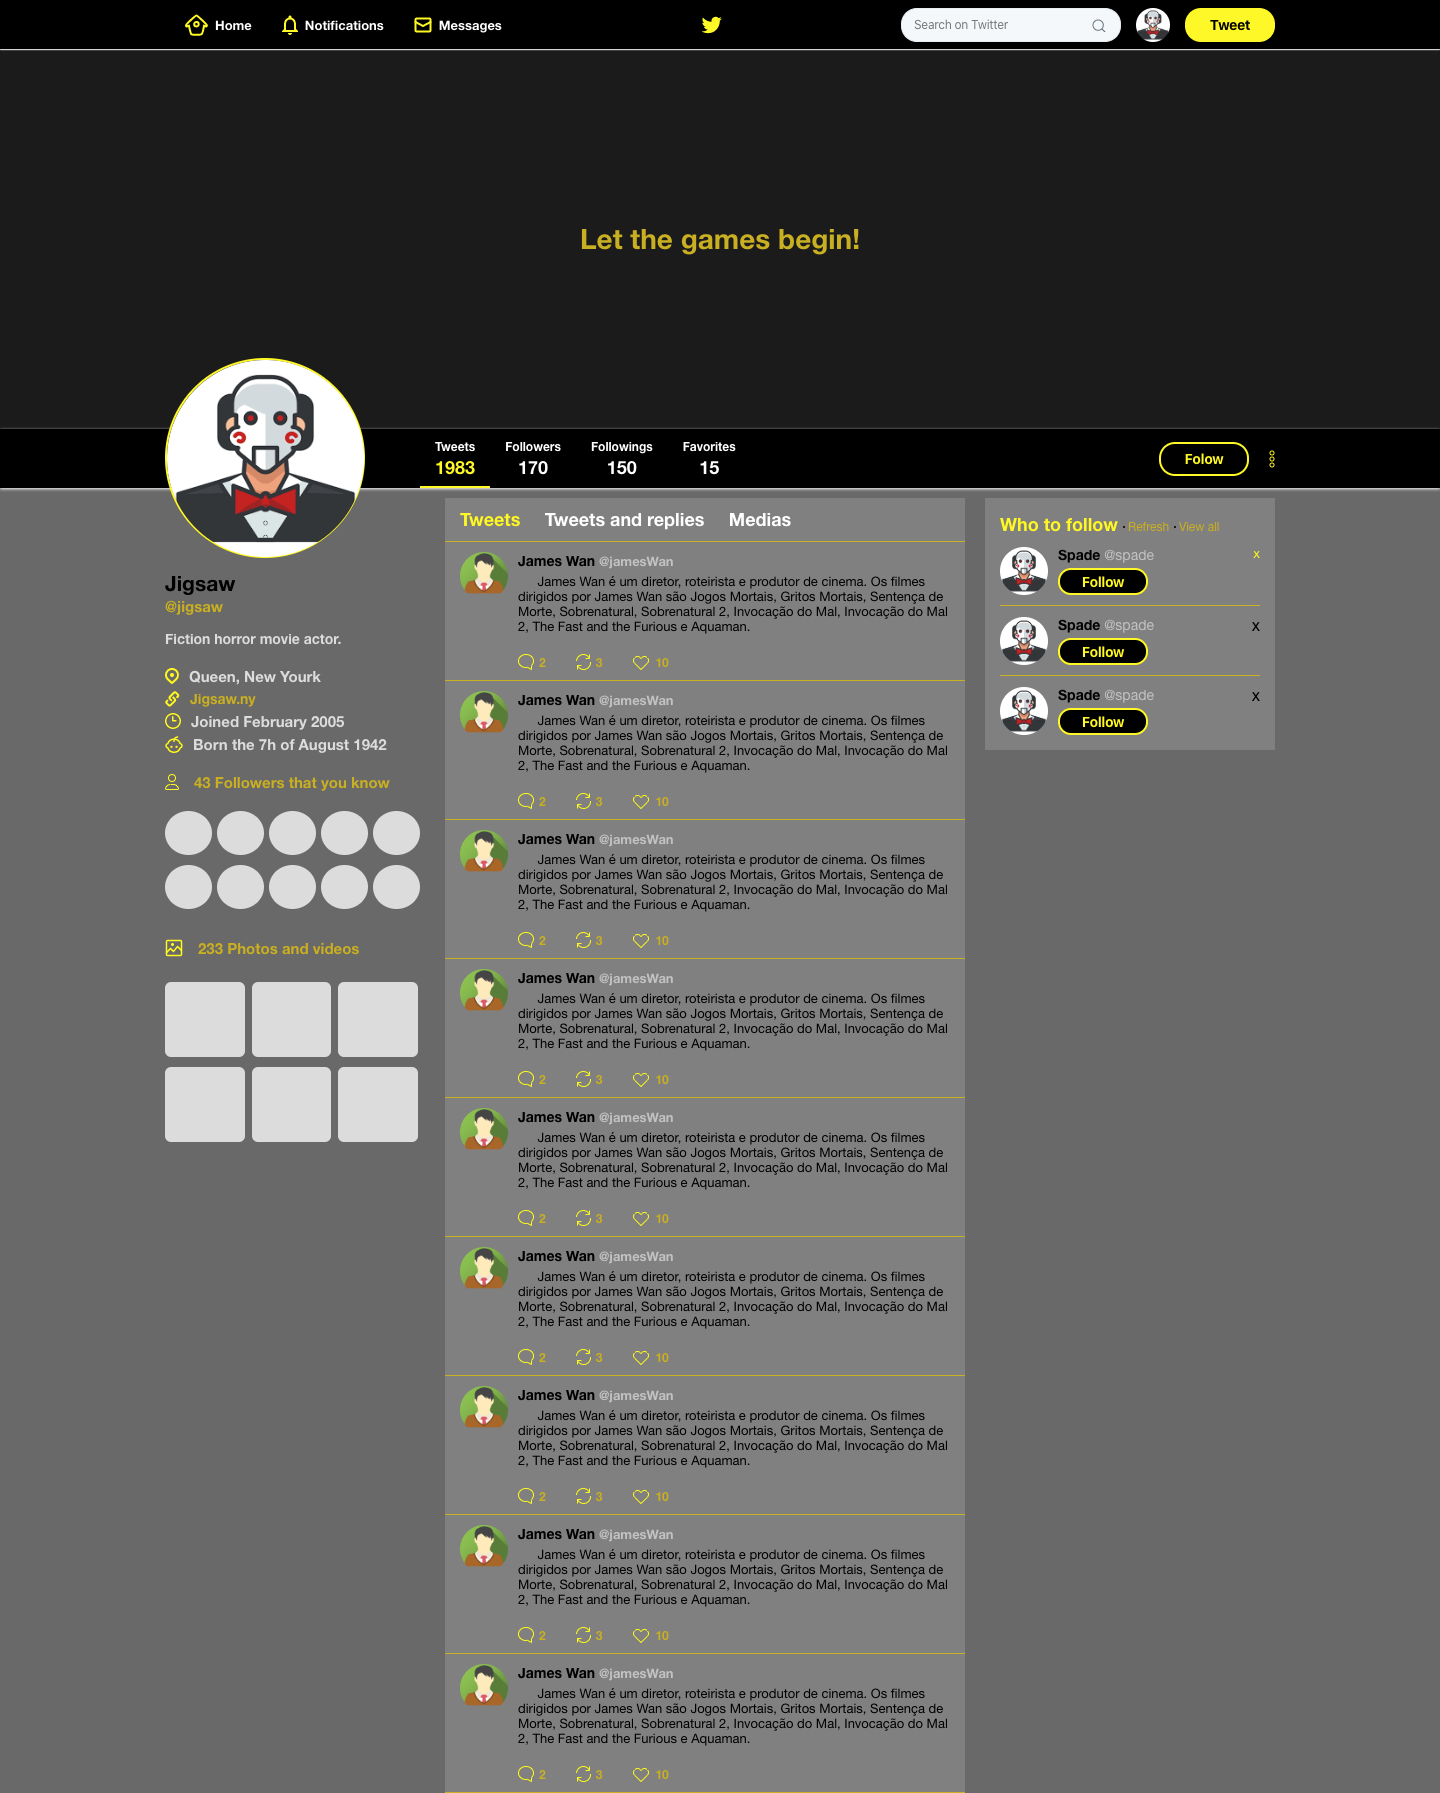 Home Notifications Messages Search on Twitter Tweet
Let the games begin!
Tweets Followers Followings Favorites
1983 170 150 15
Folow
Jigsaw
@jigsaw
Fiction horror movie actor.
Queen, New Yourk
Jigsaw.ny
Joined February 2005
Born the 7h of August 1942
43 Followers that you know
233 Photos and videos
Tweets Tweets and replies Medias
James Wan @jamesWan
James Wan é um diretor, roteirista e produtor de cinema. Os filmes
dirigidos por James Wan são Jogos Mortais, Gritos Mortais, Sentença de
Morte, Sobrenatural, Sobrenatural 2, Invocação do Mal, Invocação do Mal
2, The Fast and the Furious e Aquaman.
2 3 10
James Wan @jamesWan
James Wan é um diretor, roteirista e produtor de cinema. Os filmes
dirigidos por James Wan são Jogos Mortais, Gritos Mortais, Sentença de
Morte, Sobrenatural, Sobrenatural 2, Invocação do Mal, Invocação do Mal
2, The Fast and the Furious e Aquaman.
2 3 10
James Wan @jamesWan
James Wan é um diretor, roteirista e produtor de cinema. Os filmes
dirigidos por James Wan são Jogos Mortais, Gritos Mortais, Sentença de
Morte, Sobrenatural, Sobrenatural 2, Invocação do Mal, Invocação do Mal
2, The Fast and the Furious e Aquaman.
2 3 10
James Wan @jamesWan
James Wan é um diretor, roteirista e produtor de cinema. Os filmes
dirigidos por James Wan são Jogos Mortais, Gritos Mortais, Sentença de
Morte, Sobrenatural, Sobrenatural 2, Invocação do Mal, Invocação do Mal
2, The Fast and the Furious e Aquaman.
2 3 10
James Wan @jamesWan
James Wan é um diretor, roteirista e produtor de cinema. Os filmes
dirigidos por James Wan são Jogos Mortais, Gritos Mortais, Sentença de
Morte, Sobrenatural, Sobrenatural 2, Invocação do Mal, Invocação do Mal
2, The Fast and the Furious e Aquaman.
2 3 10
James Wan @jamesWan
James Wan é um diretor, roteirista e produtor de cinema. Os filmes
dirigidos por James Wan são Jogos Mortais, Gritos Mortais, Sentença de
Morte, Sobrenatural, Sobrenatural 2, Invocação do Mal, Invocação do Mal
2, The Fast and the Furious e Aquaman.
2 3 10
James Wan @jamesWan
James Wan é um diretor, roteirista e produtor de cinema. Os filmes
dirigidos por James Wan são Jogos Mortais, Gritos Mortais, Sentença de
Morte, Sobrenatural, Sobrenatural 2, Invocação do Mal, Invocação do Mal
2, The Fast and the Furious e Aquaman.
2 3 10
James Wan @jamesWan
James Wan é um diretor, roteirista e produtor de cinema. Os filmes
dirigidos por James Wan são Jogos Mortais, Gritos Mortais, Sentença de
Morte, Sobrenatural, Sobrenatural 2, Invocação do Mal, Invocação do Mal
2, The Fast and the Furious e Aquaman.
2 3 10
James Wan @jamesWan
James Wan é um diretor, roteirista e produtor de cinema. Os filmes
dirigidos por James Wan são Jogos Mortais, Gritos Mortais, Sentença de
Morte, Sobrenatural, Sobrenatural 2, Invocação do Mal, Invocação do Mal
2, The Fast and the Furious e Aquaman.
2 3 10
Who to follow · Refresh · View all
Spade @spade x
Follow
Spade @spade x
Follow
Spade @spade x
Follow